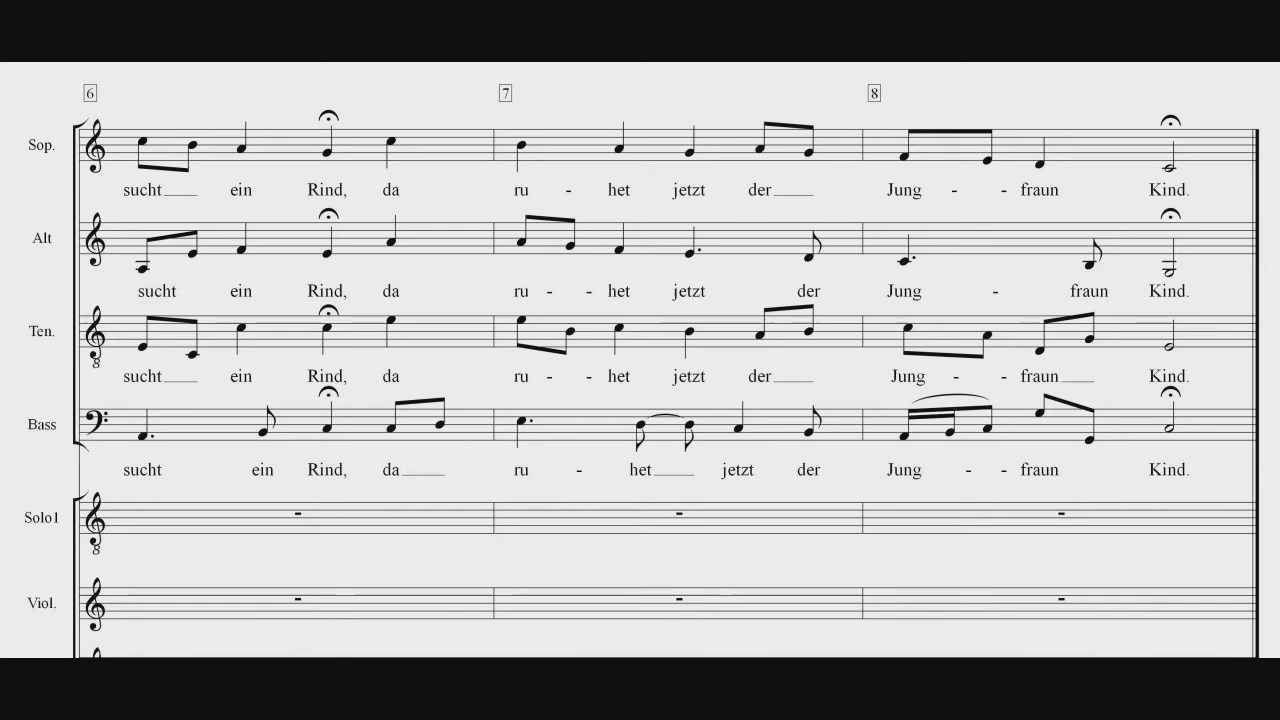 6 7 8
Sop.
sucht ein Rind, da ru - het jetzt der Jung - - fraun Kind.
Alt
sucht ein Rind, da ru - - het jetzt der Jung - fraun Kind.
Ten.
8
sucht ein Rind, da ru - - het jetzt der Jung - - fraun Kind.
Bass
sucht ein Rind, da ru - het jetzt der Jung - - fraun Kind.
Solo1
8
Viol.